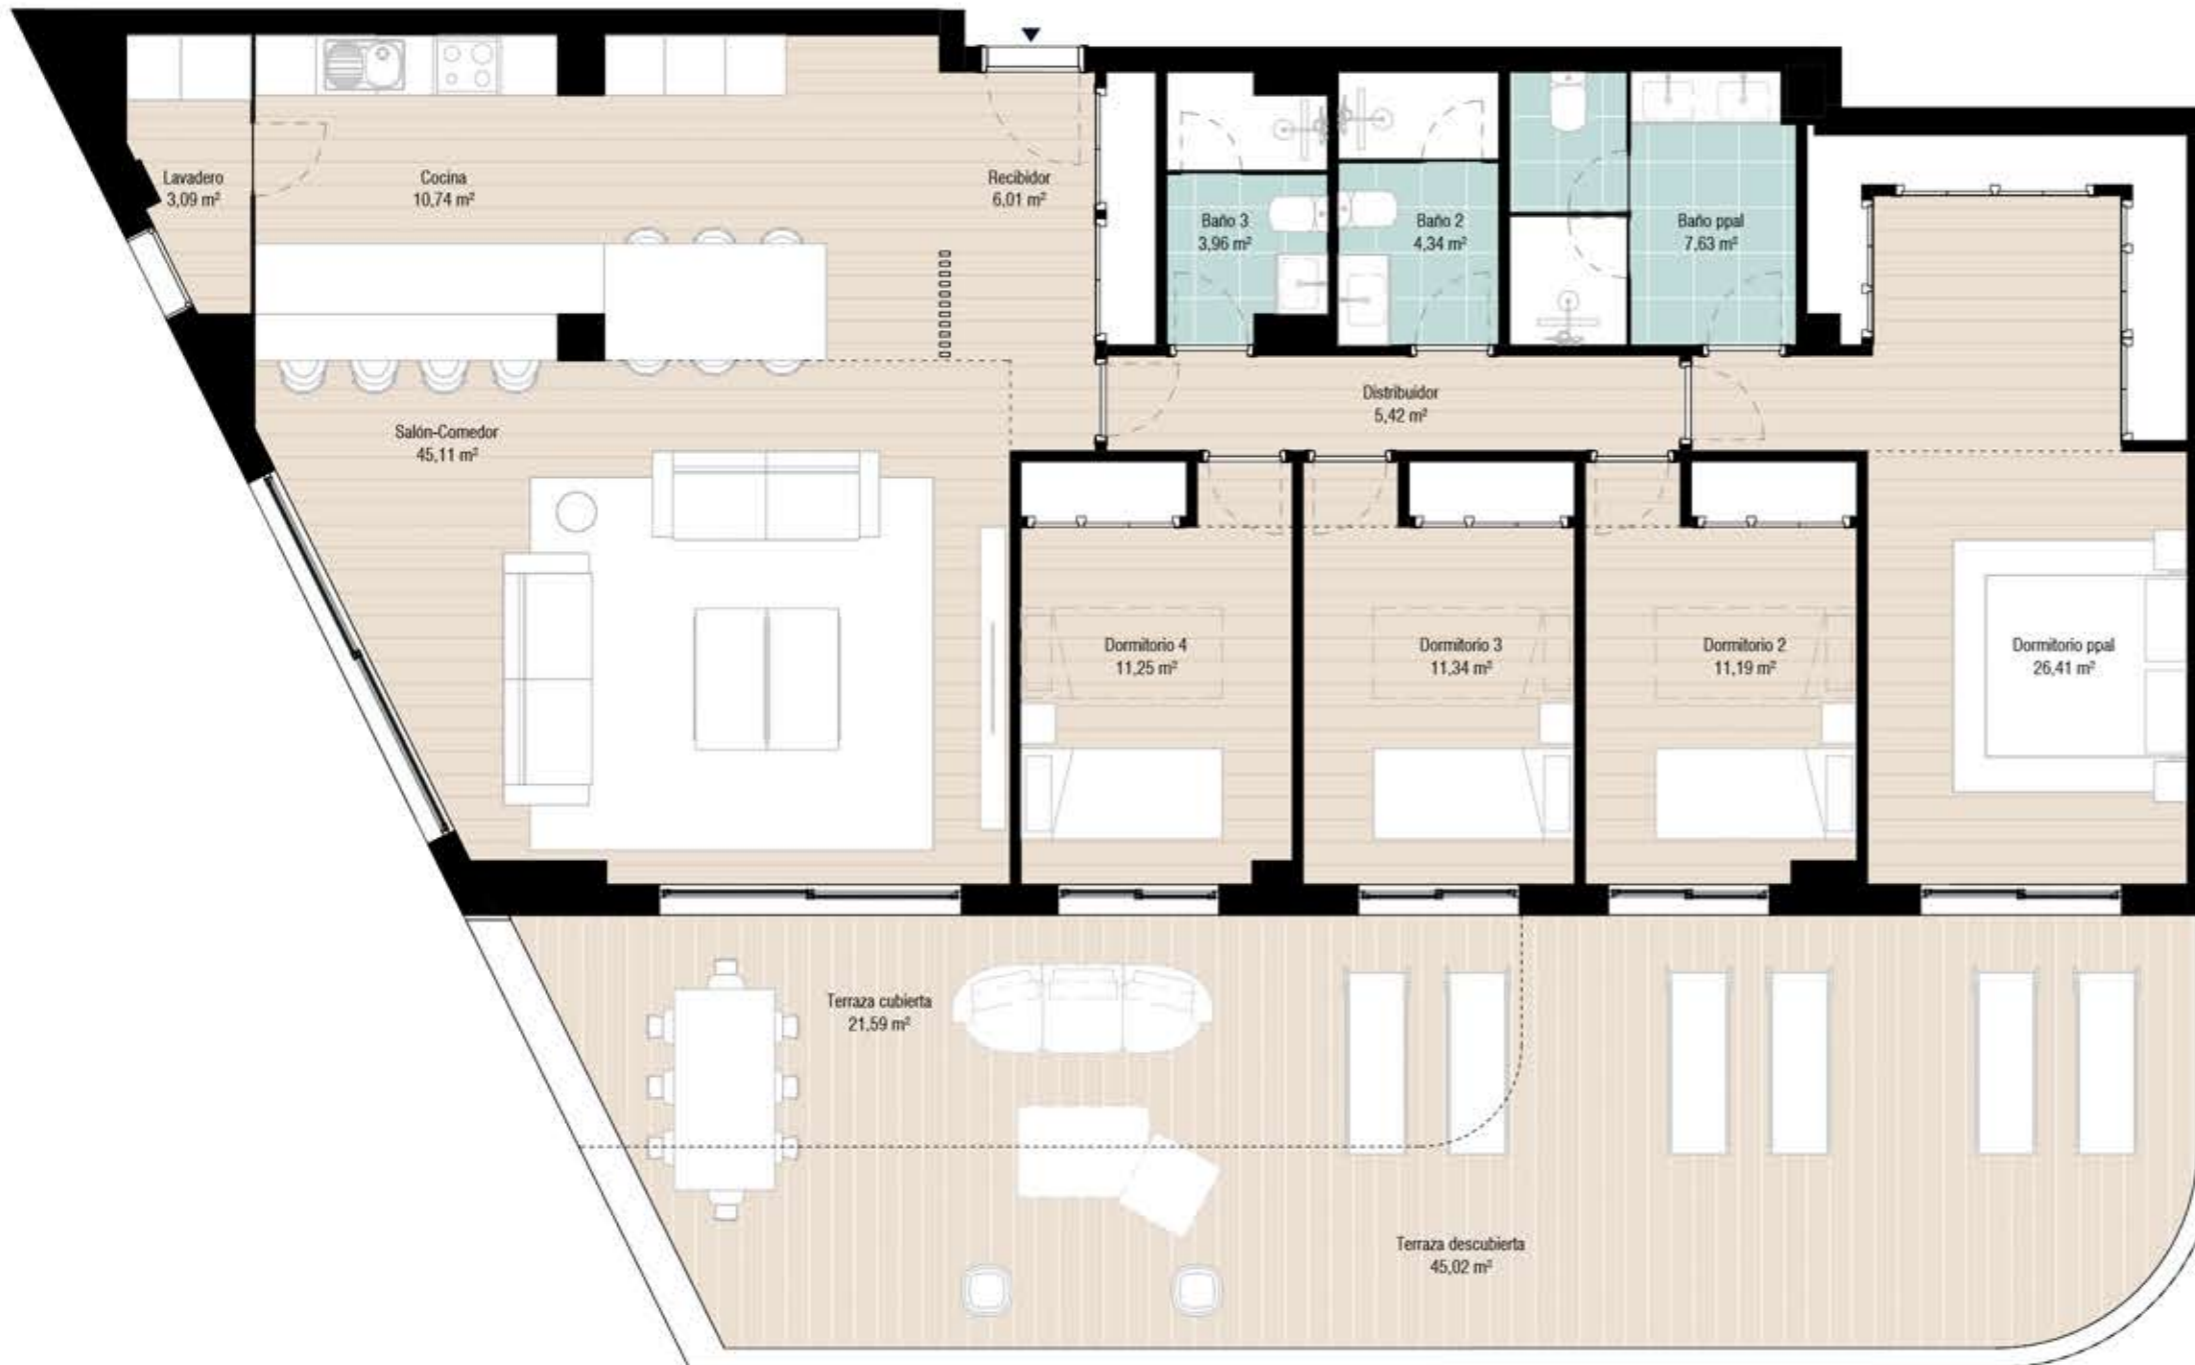 Lavadero
3,09 m²
Cocina
10,74 m²
Recibidor
6,01 m²
Baño 3
3,96 m²
Baño 2
4,34 m²
Baño ppal
7,63 m²
Distribuidor
5,42 m²
Salón-Comedor
45,11 m²
Dormitorio 4
11,25 m²
Dormitorio 3
11,34 m²
Dormitorio 2
11,19 m²
Dormitorio ppal
26,41 m²
Terraza cubierta
21,59 m²
Terraza descubierta
45,02 m²